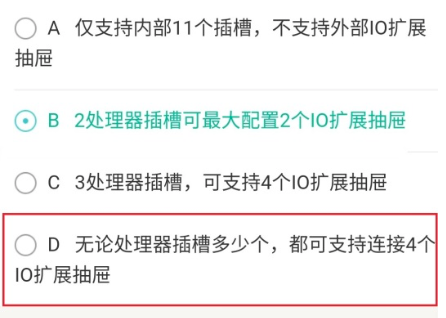 A 仅支持内部11个插槽，不支持外部IO扩展
抽屉
B 2处理器插槽可最大配置2个IO扩展抽屉
C 3处理器插槽，可支持4个IO扩展抽屉
D 无论处理器插槽多少个，都可支持连接4个
IO扩展抽屉